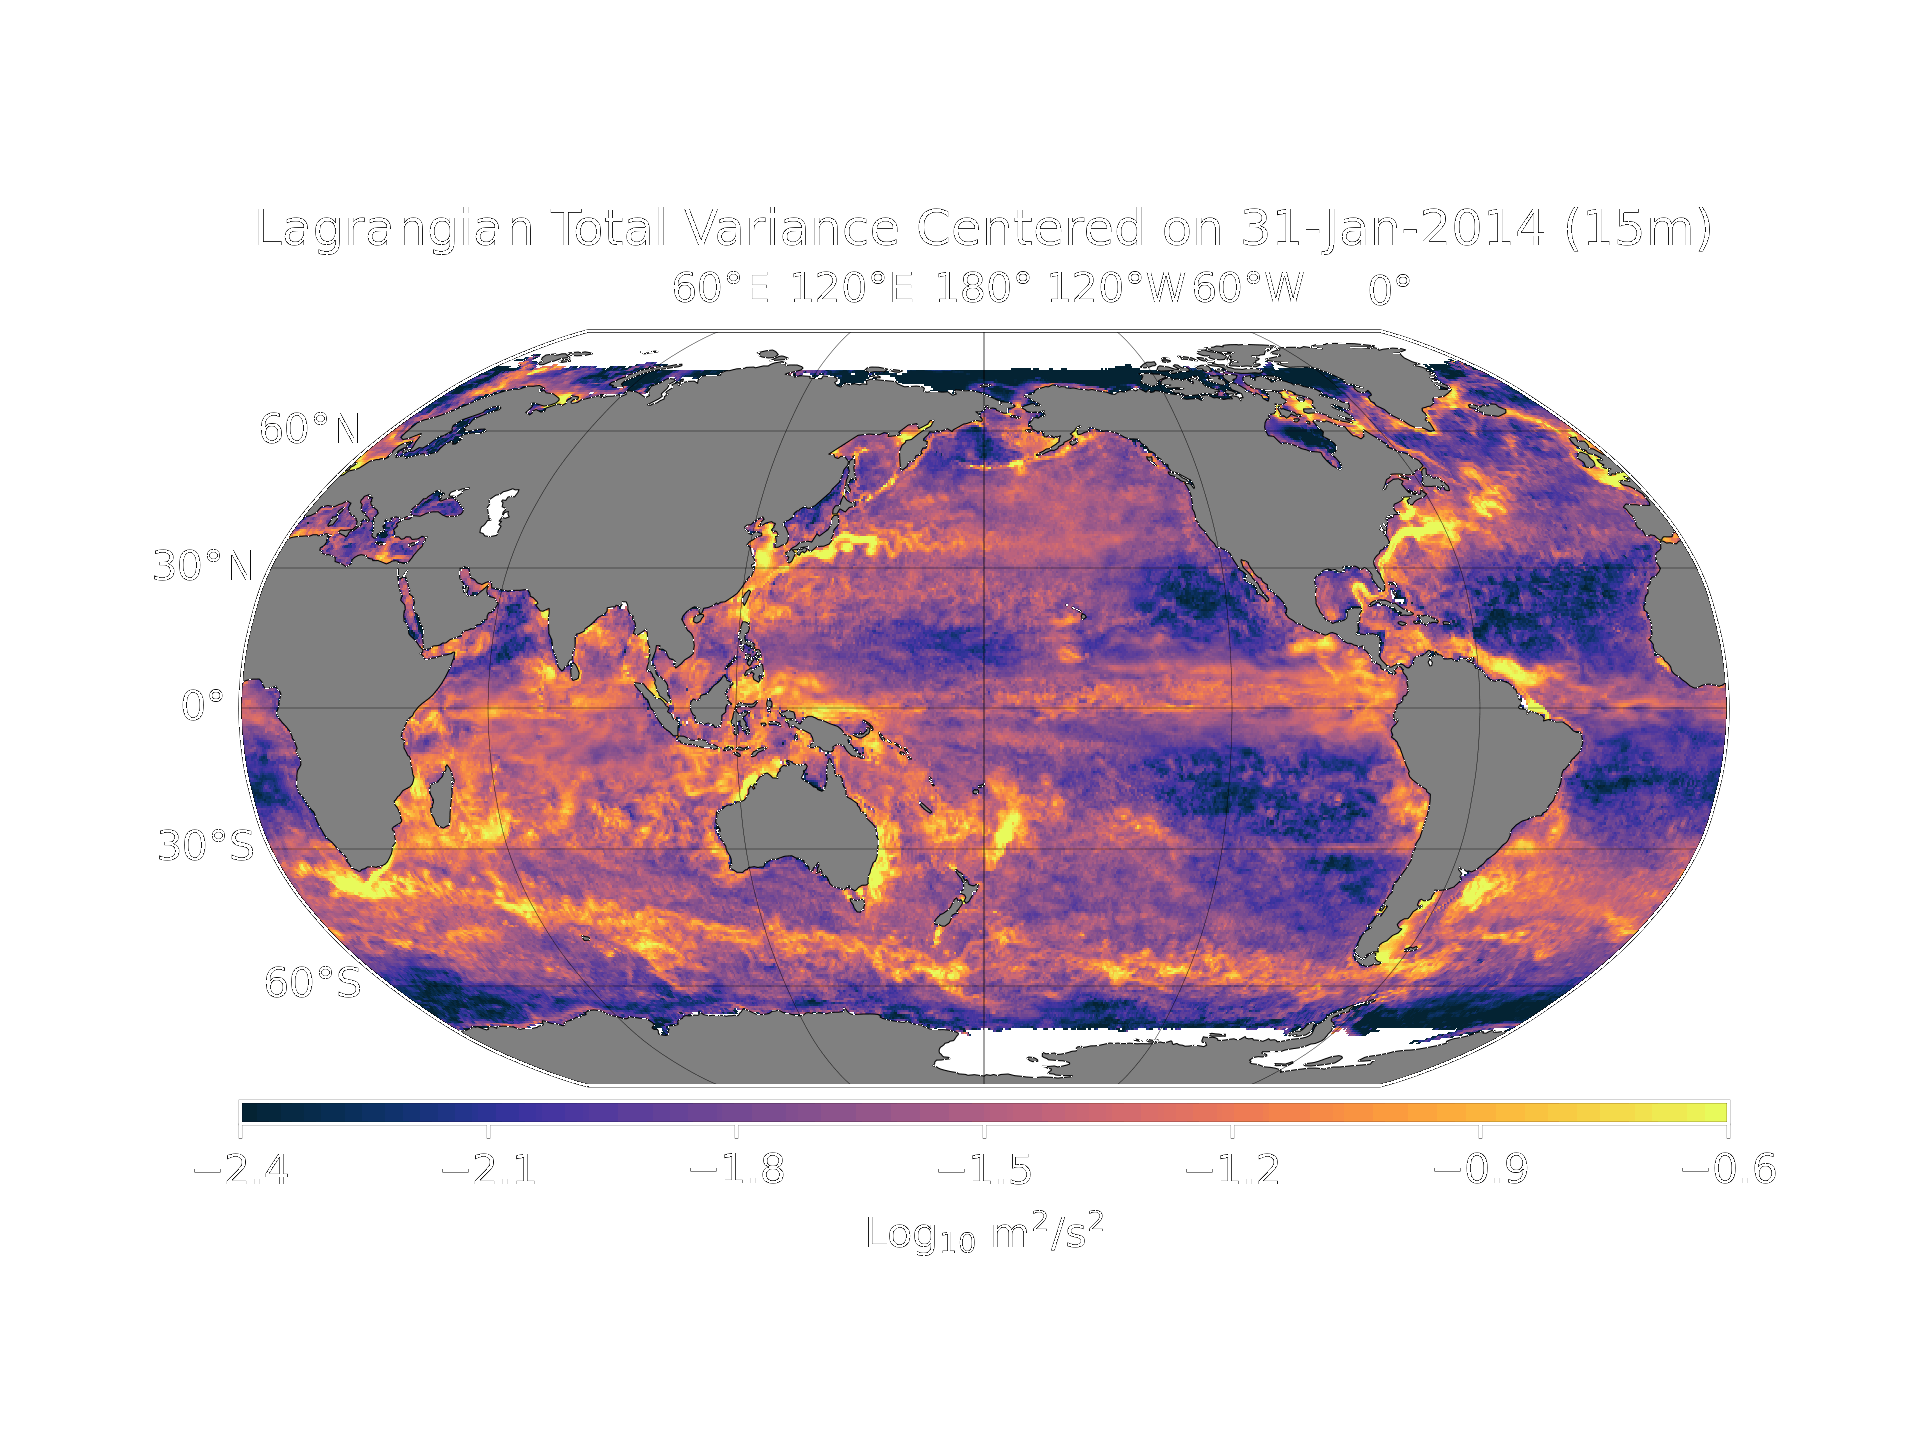 Lagrangian Total Variance Centered on 31-Jan-2014 (15m)
60°E 120°E 180° 120°W 60°W 0°
60°N
30°N
0°
30°S
60°S
−2.4 −2.1 −1.8 −1.5 −1.2 −0.9 −0.6
Log₁₀ m²/s²